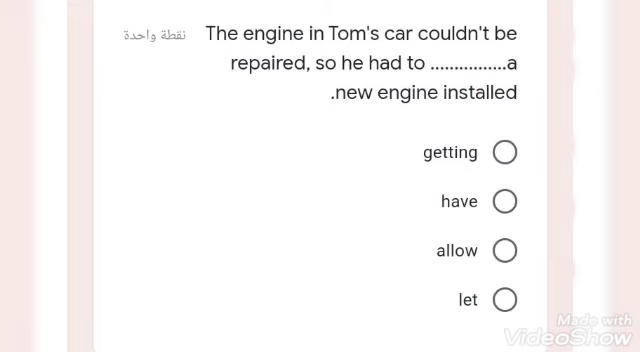 The engine in Tom's car couldn't be نقطة واحدة
repaired, so he had to ................a
.new engine installed
getting
have
allow
let
Made with
VideoShow